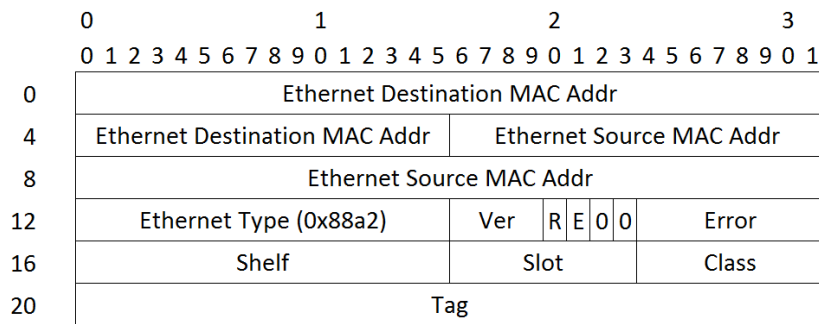 0 1 2 3
0 1 2 3 4 5 6 7 8 9 0 1 2 3 4 5 6 7 8 9 0 1 2 3 4 5 6 7 8 9 0 1
0 Ethernet Destination MAC Addr
4 Ethernet Destination MAC Addr Ethernet Source MAC Addr
8 Ethernet Source MAC Addr
12 Ethernet Type (0x88a2) Ver R E 0 0 Error
16 Shelf Slot Class
20 Tag